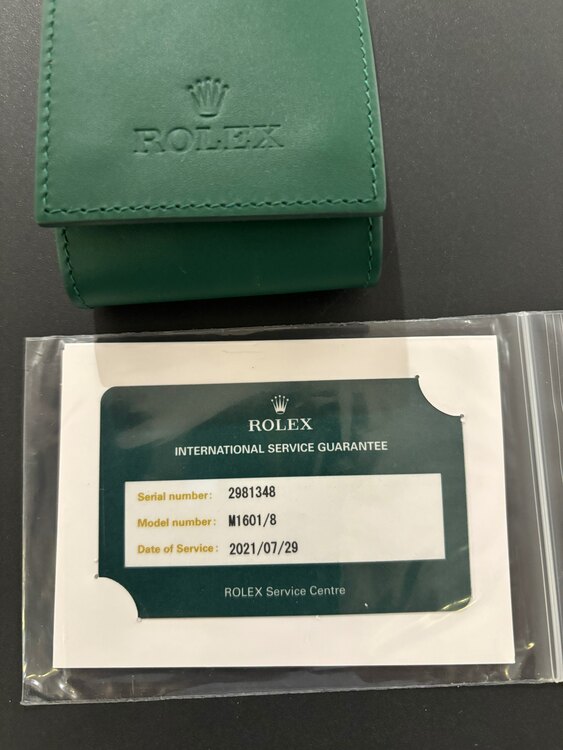 ROLEX
ROLEX
INTERNATIONAL SERVICE GUARANTEE
Serial number: 2981348
Model number: M1601/8
Date of Service: 2021/07/29
ROLEX Service Centre